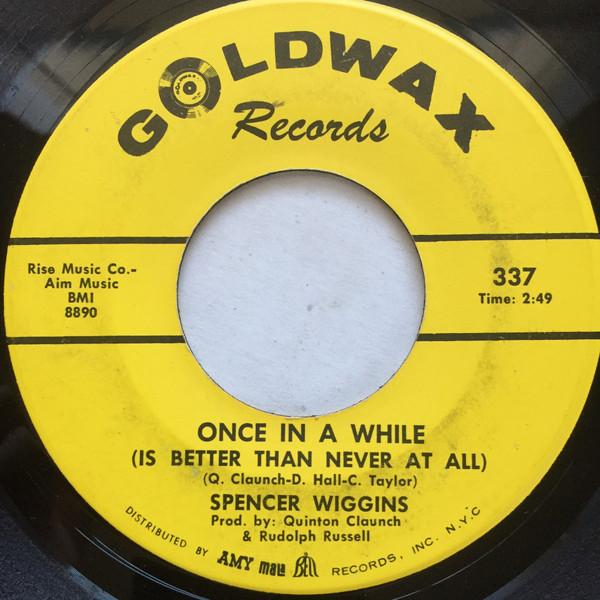 GOLDWAX
Records
Rise Music Co.-
Aim Music
BMI
8890
337
Time: 2:49
ONCE IN A WHILE
(IS BETTER THAN NEVER AT ALL)
(Q. Claunch-D. Hall-C. Taylor)
SPENCER WIGGINS
Prod. by: Quinton Claunch
& Rudolph Russell
DISTRIBUTED BY AMY mala BELL RECORDS, INC. N.Y.C